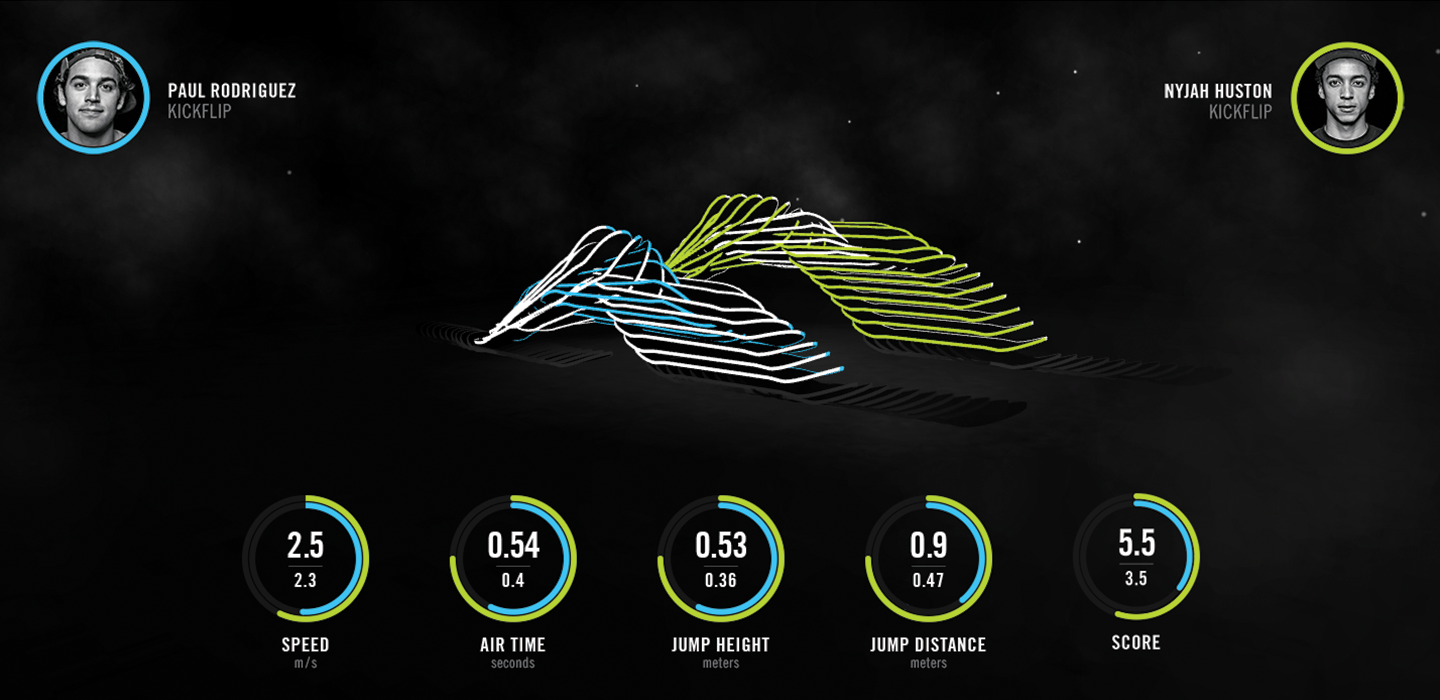 PAUL RODRIGUEZ
KICKFLIP
NYJAH HUSTON
KICKFLIP
2.5
2.3
SPEED
m/s
0.54
0.4
AIR TIME
seconds
0.53
0.36
JUMP HEIGHT
meters
0.9
0.47
JUMP DISTANCE
meters
5.5
3.5
SCORE